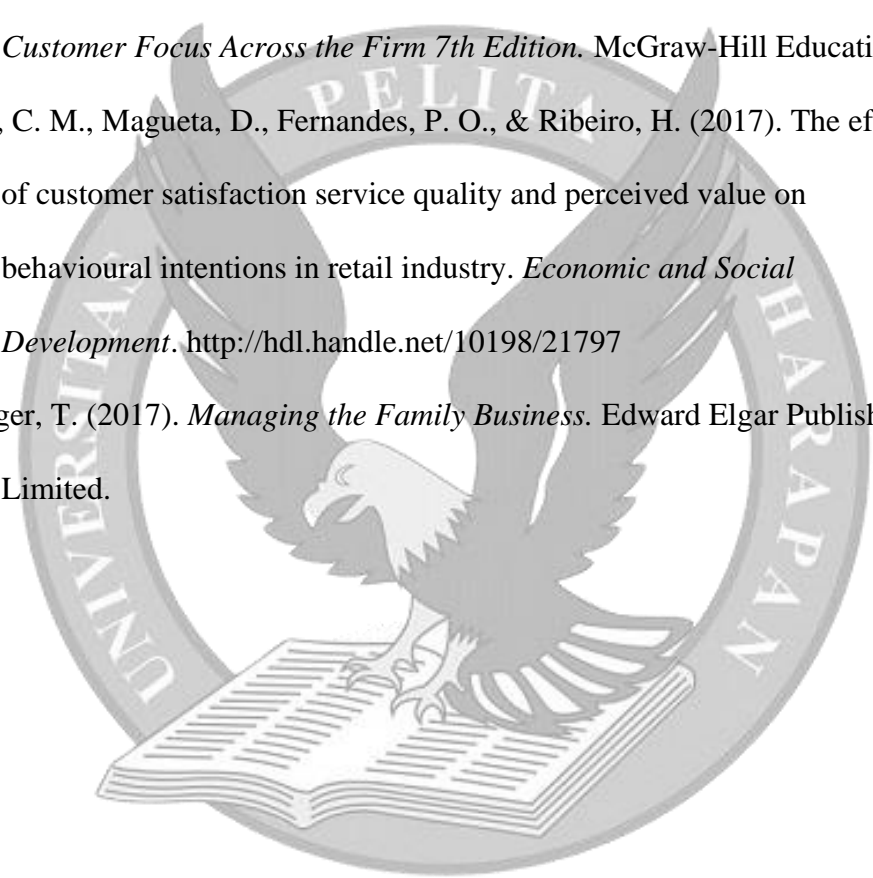 Customer Focus Across the Firm 7th Edition. McGraw-Hill Educati
, C. M., Magueta, D., Fernandes, P. O., & Ribeiro, H. (2017). The ef
of customer satisfaction service quality and perceived value on
behavioural intentions in retail industry. Economic and Social
Development. http://hdl.handle.net/10198/21797
ger, T. (2017). Managing the Family Business. Edward Elgar Publish
Limited.
UNIVERSITAS PELITA HARAPAN